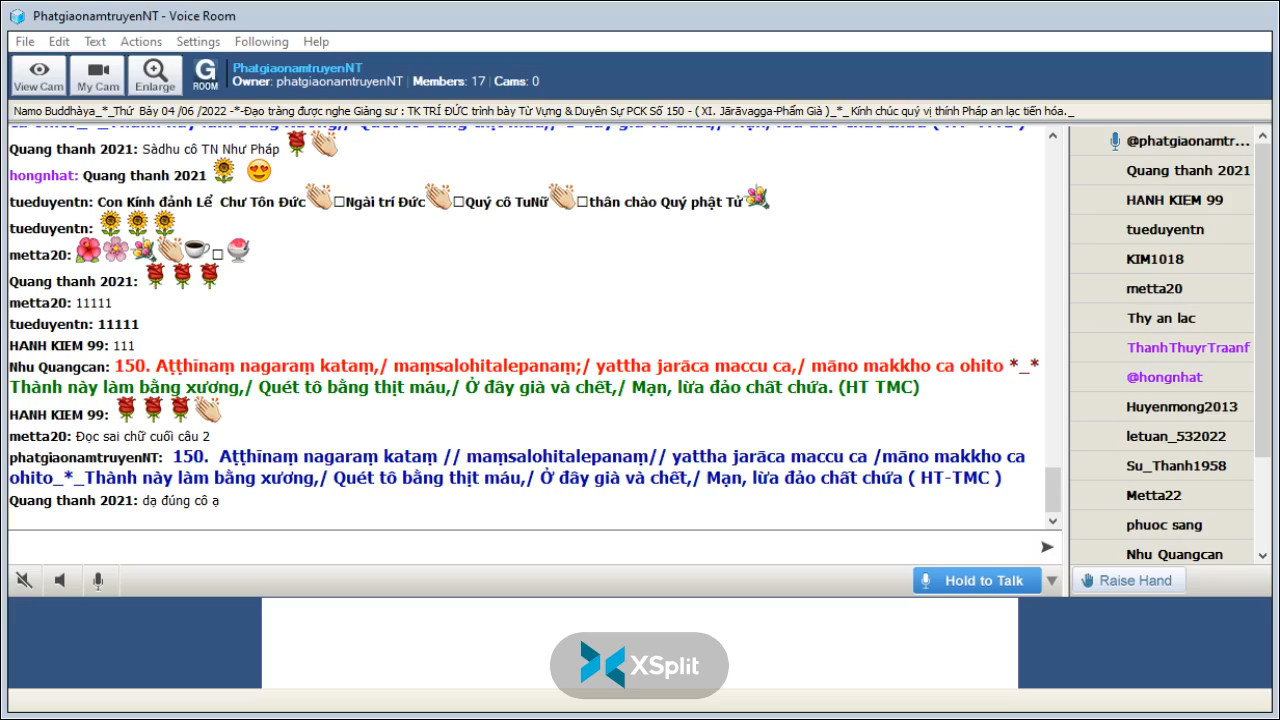 PhatgiaonamtruyenNT - Voice Room
File Edit Text Actions Settings Following Help
View Cam My Cam Enlarge G ROOM
PhatgiaonamtruyenNT
Owner: phatgiaonamtruyenNT | Members: 17 | Cams: 0
Namo Buddhàya_*_Thứ Bảy 04 /06 /2022 -*-Đạo tràng được nghe Giảng sư : TK TRÍ ĐỨC trình bày Từ Vựng & Duyên Sự PCK Số 150 - ( XI. Jārāvagga-Phẩm Già )_*_Kính chúc quý vị thính Pháp an lạc tiến hóa._
Quang thanh 2021: Sàdhu cô TN Như Pháp
hongnhat: Quang thanh 2021
tueduyentn: Con Kính đảnh Lể Chư Tôn Đức Ngài trí Đức Quý cô TuNữ thân chào Quý phật Tử
tueduyentn:
metta20:
Quang thanh 2021:
metta20: 11111
tueduyentn: 11111
HANH KIEM 99: 111
Nhu Quangcan: 150. Aṭṭhīnaṃ nagaraṃ kataṃ,/ maṃsalohitalepanaṃ;/ yattha jarāca maccu ca,/ māno makkho ca ohito *_*
Thành này làm bằng xương,/ Quét tô bằng thịt máu,/ Ở đây già và chết,/ Mạn, lừa đảo chất chứa. (HT TMC)
HANH KIEM 99:
metta20: Đọc sai chữ cuối câu 2
phatgiaonamtruyenNT: 150. Aṭṭhīnaṃ nagaraṃ kataṃ // maṃsalohitalepanaṃ// yattha jarāca maccu ca /māno makkho ca
ohito_*_Thành này làm bằng xương,/ Quét tô bằng thịt máu,/ Ở đây già và chết,/ Mạn, lừa đảo chất chứa ( HT-TMC )
Quang thanh 2021: dạ đúng cô ạ
@phatgiaonamtr...
Quang thanh 2021
HANH KIEM 99
tueduyentn
KIM1018
metta20
Thy an lac
ThanhThuyrTraanf
@hongnhat
Huyenmong2013
letuan_532022
Su_Thanh1958
Metta22
phuoc sang
Nhu Quangcan
Hold to Talk
Raise Hand
XSplit